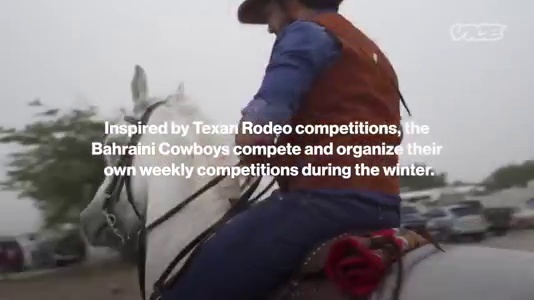 VICE
Inspired by Texan Rodeo competitions, the
Bahraini Cowboys compete and organize their
own weekly competitions during the winter.